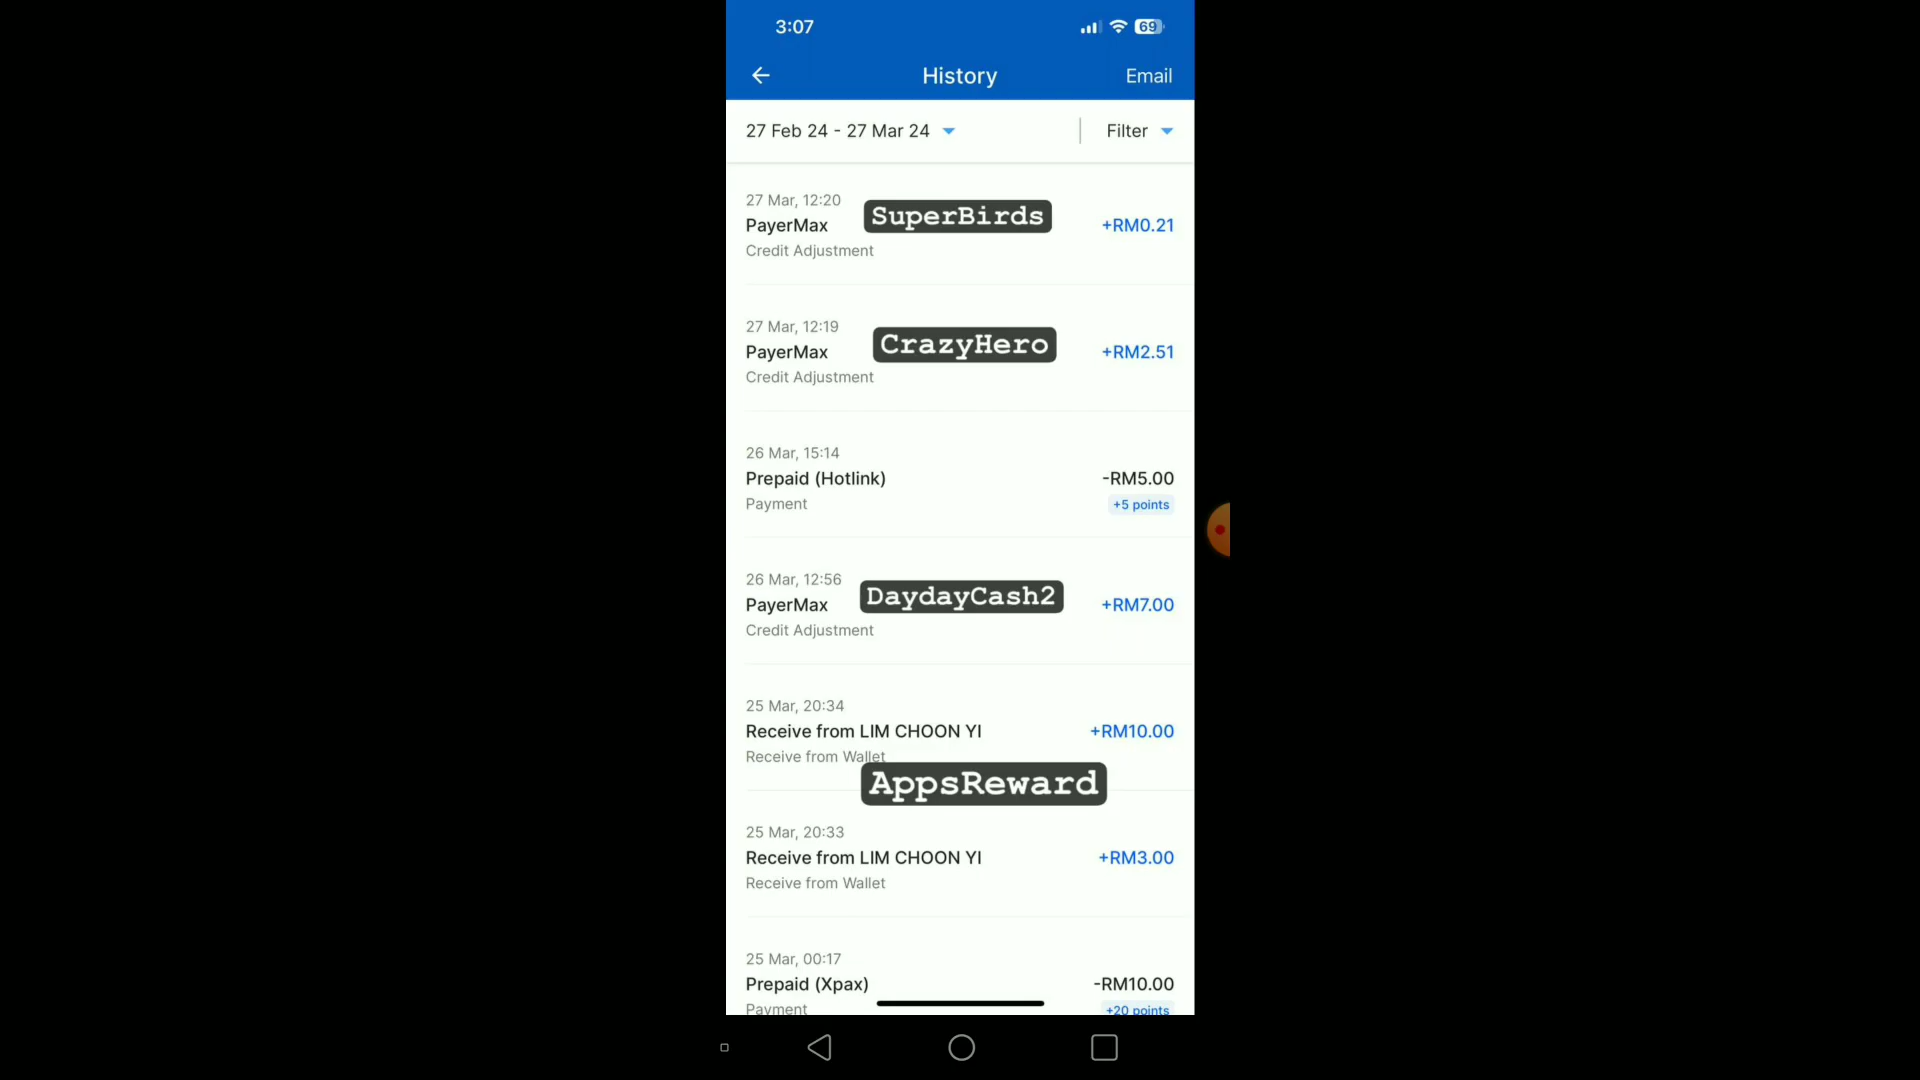 3:07
69
History
Email
27 Feb 24 - 27 Mar 24
Filter
27 Mar, 12:20
PayerMax
SuperBirds
+RM0.21
Credit Adjustment
27 Mar, 12:19
PayerMax
CrazyHero
+RM2.51
Credit Adjustment
26 Mar, 15:14
Prepaid (Hotlink)
-RM5.00
Payment
+5 points
26 Mar, 12:56
PayerMax
DaydayCash2
+RM7.00
Credit Adjustment
25 Mar, 20:34
Receive from LIM CHOON YI
+RM10.00
Receive from Wallet
AppsReward
25 Mar, 20:33
Receive from LIM CHOON YI
+RM3.00
Receive from Wallet
25 Mar, 00:17
Prepaid (Xpax)
-RM10.00
Payment
+20 points